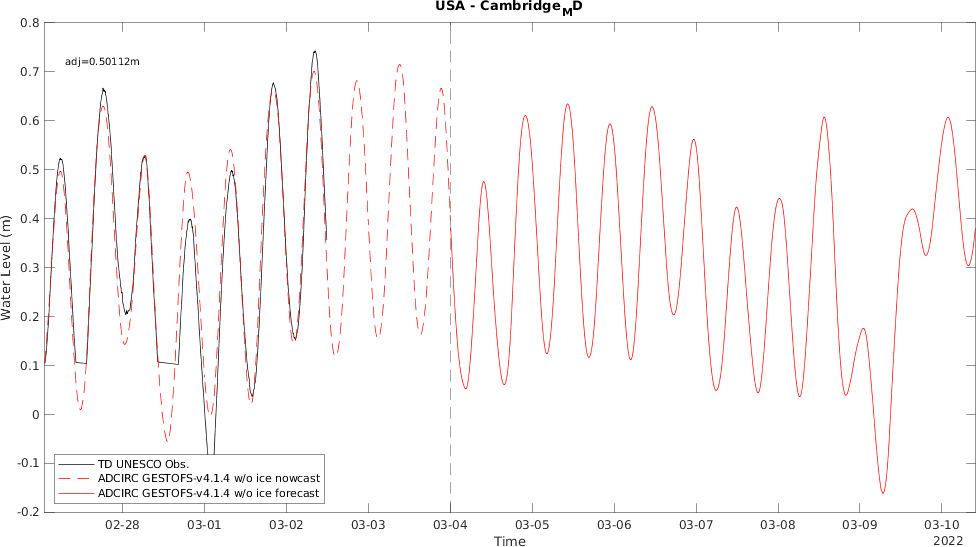 USA - Cambridge_MD
0.8
0.7
0.6
0.5
0.4
0.3
0.2
0.1
0
-0.1
-0.2
Water Level (m)
adj=0.50112m
TD UNESCO Obs.
ADCIRC GESTOFS-v4.1.4 w/o ice nowcast
ADCIRC GESTOFS-v4.1.4 w/o ice forecast
02-28 03-01 03-02 03-03 03-04 03-05 03-06 03-07 03-08 03-09 03-10
Time
2022